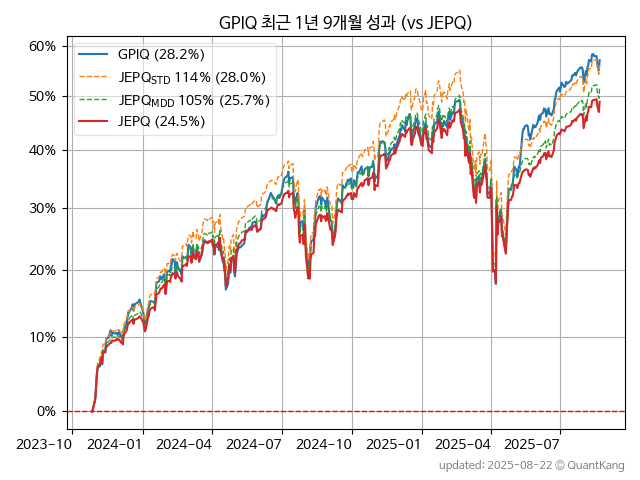 GPIQ 최근 1년 9개월 성과 (vs JEPQ)
GPIQ (28.2%)
JEPQSTD 114% (28.0%)
JEPQMDD 105% (25.7%)
JEPQ (24.5%)
60%
50%
40%
30%
20%
10%
0%
2023-10 2024-01 2024-04 2024-07 2024-10 2025-01 2025-04 2025-07
updated: 2025-08-22 © QuantKang